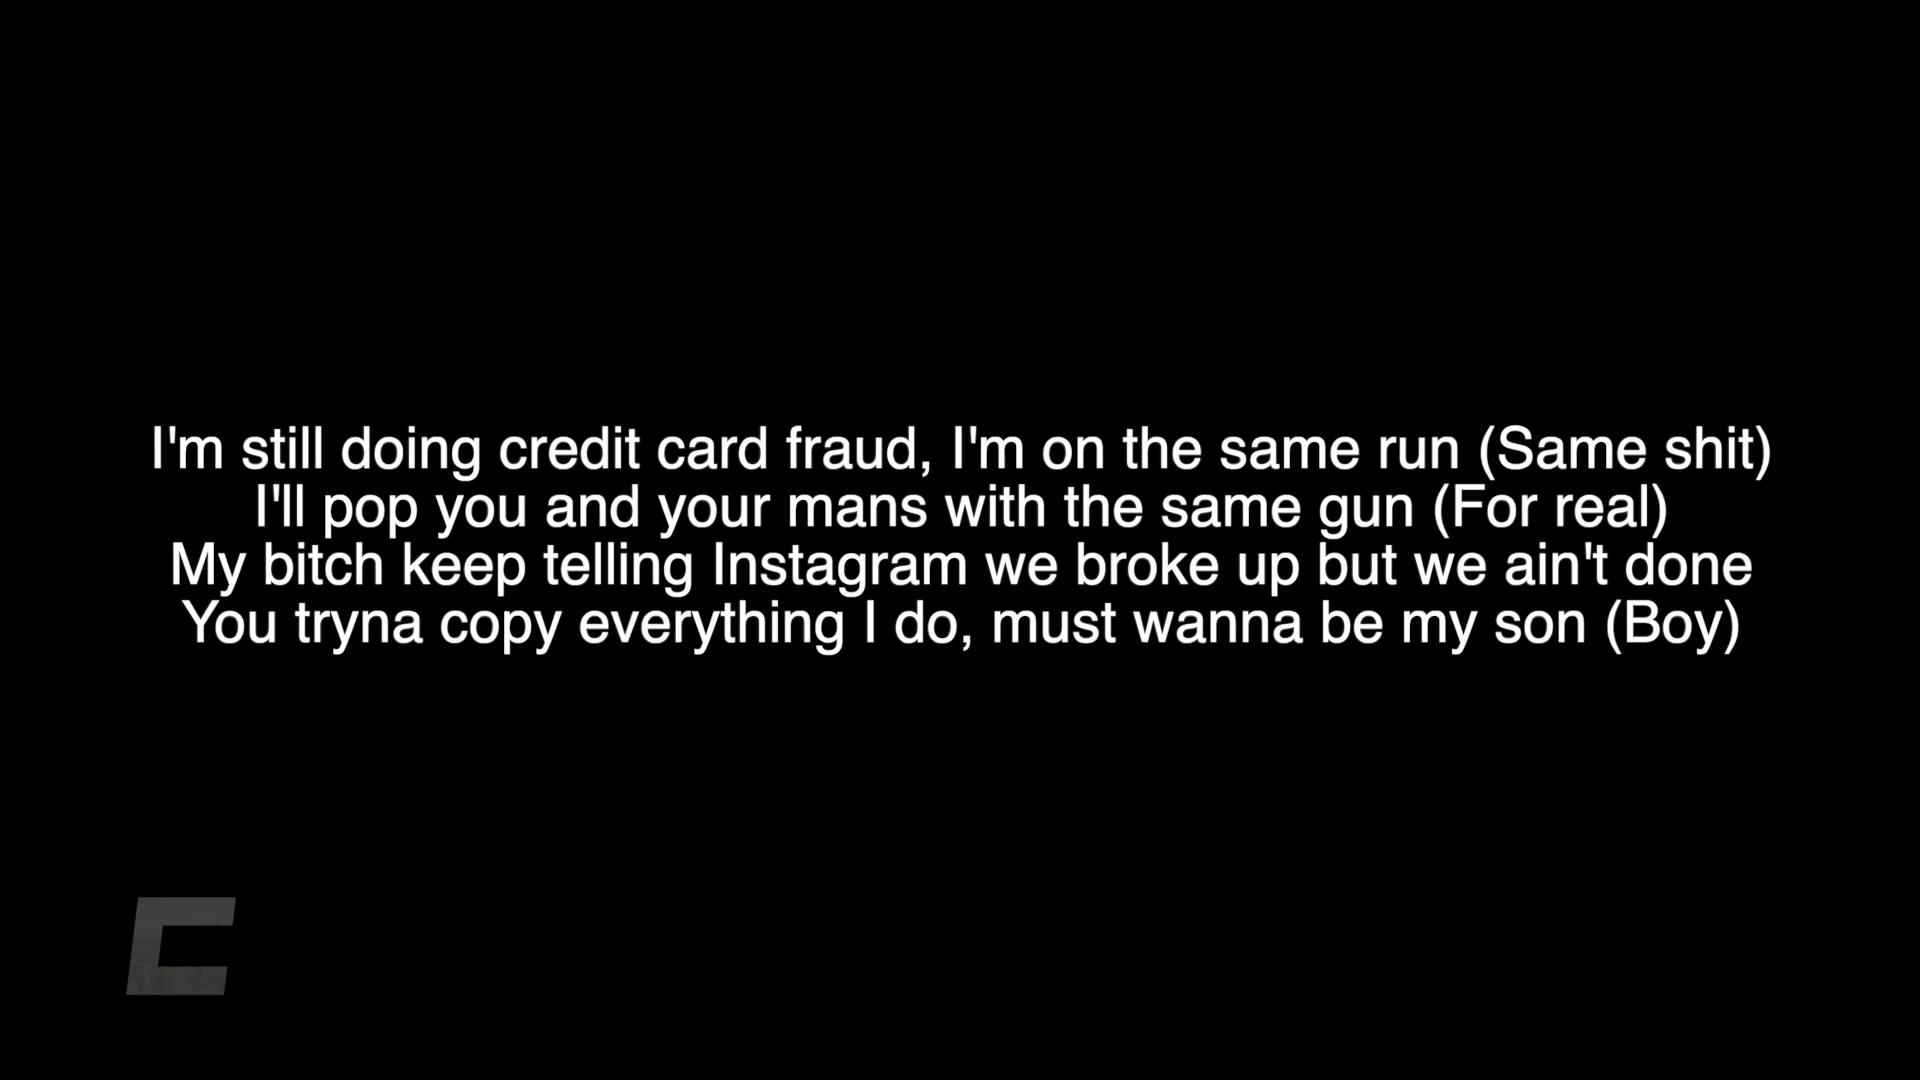 I'm still doing credit card fraud, I'm on the same run (Same shit)
I'll pop you and your mans with the same gun (For real)
My bitch keep telling Instagram we broke up but we ain't done
You tryna copy everything I do, must wanna be my son (Boy)